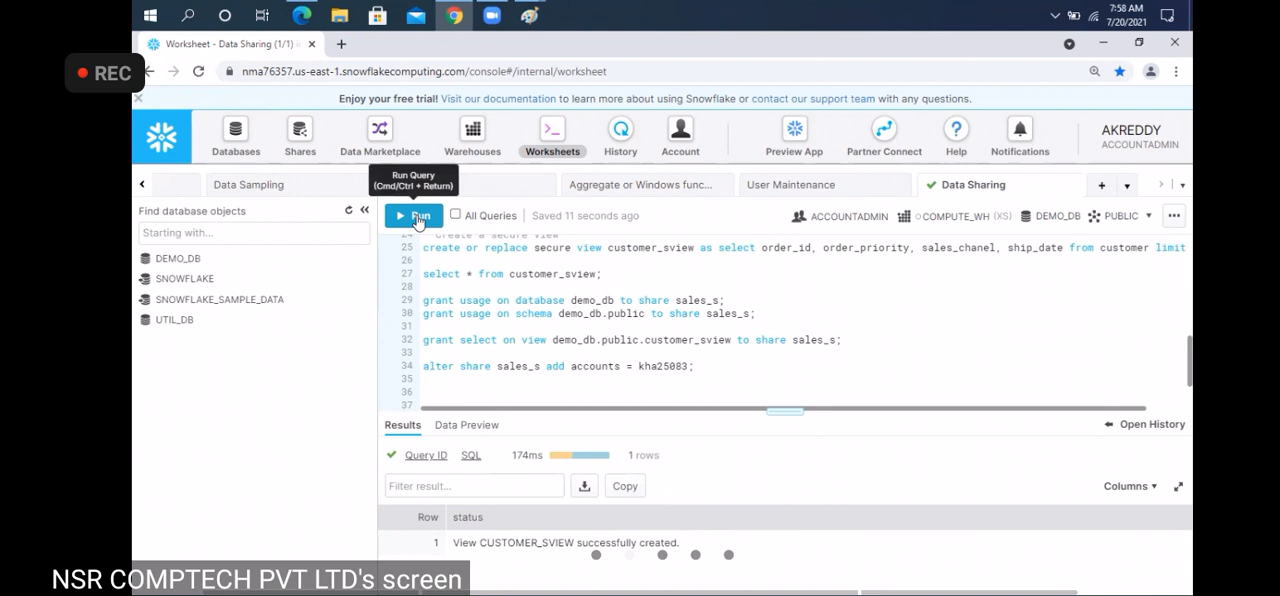 7:58 AM
7/20/2021
Worksheet - Data Sharing (1/1)
REC
nma76357.us-east-1.snowflakecomputing.com/console#/internal/worksheet
Enjoy your free trial! Visit our documentation to learn more about using Snowflake or contact our support team with any questions.
Databases
Shares
Data Marketplace
Warehouses
Worksheets
History
Account
Preview App
Partner Connect
Help
Notifications
AKREDDY
ACCOUNTADMIN
Run Query
(Cmd/Ctrl + Return)
Data Sampling
Aggregate or Windows func...
User Maintenance
Data Sharing
Find database objects
Starting with...
DEMO_DB
SNOWFLAKE
SNOWFLAKE_SAMPLE_DATA
UTIL_DB
Run
All Queries
Saved 11 seconds ago
ACCOUNTADMIN
COMPUTE_WH (XS)
DEMO_DB
PUBLIC
24 Create a secure view
25 create or replace secure view customer_sview as select order_id, order_priority, sales_chanel, ship_date from customer limit
26
27 select * from customer_sview;
28
29 grant usage on database demo_db to share sales_s;
30 grant usage on schema demo_db.public to share sales_s;
31
32 grant select on view demo_db.public.customer_sview to share sales_s;
33
34 alter share sales_s add accounts = kha25083;
35
36
37
Results
Data Preview
Open History
Query ID
SQL
174ms
1 rows
Filter result...
Copy
Columns
Row status
1 View CUSTOMER_SVIEW successfully created.
NSR COMPTECH PVT LTD's screen